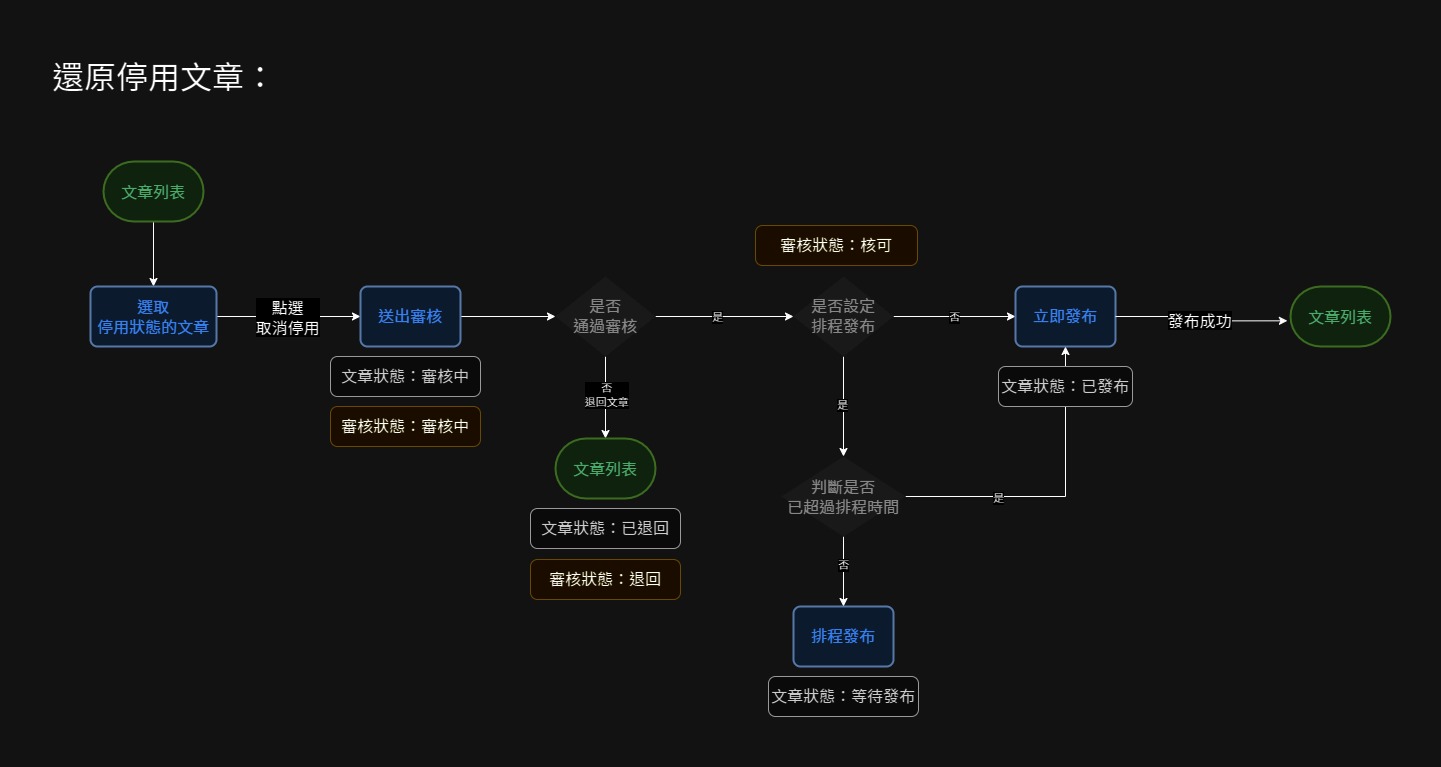 還原停用文章：
文章列表
選取
停用狀態的文章
點選
取消停用
送出審核
文章狀態：審核中
審核狀態：審核中
是否
通過審核
否
退回文章
文章列表
文章狀態：已退回
審核狀態：退回
是
審核狀態：核可
是否設定
排程發布
否
立即發布
文章狀態：已發布
發布成功
文章列表
是
判斷是否
已超過排程時間
是
否
排程發布
文章狀態：等待發布